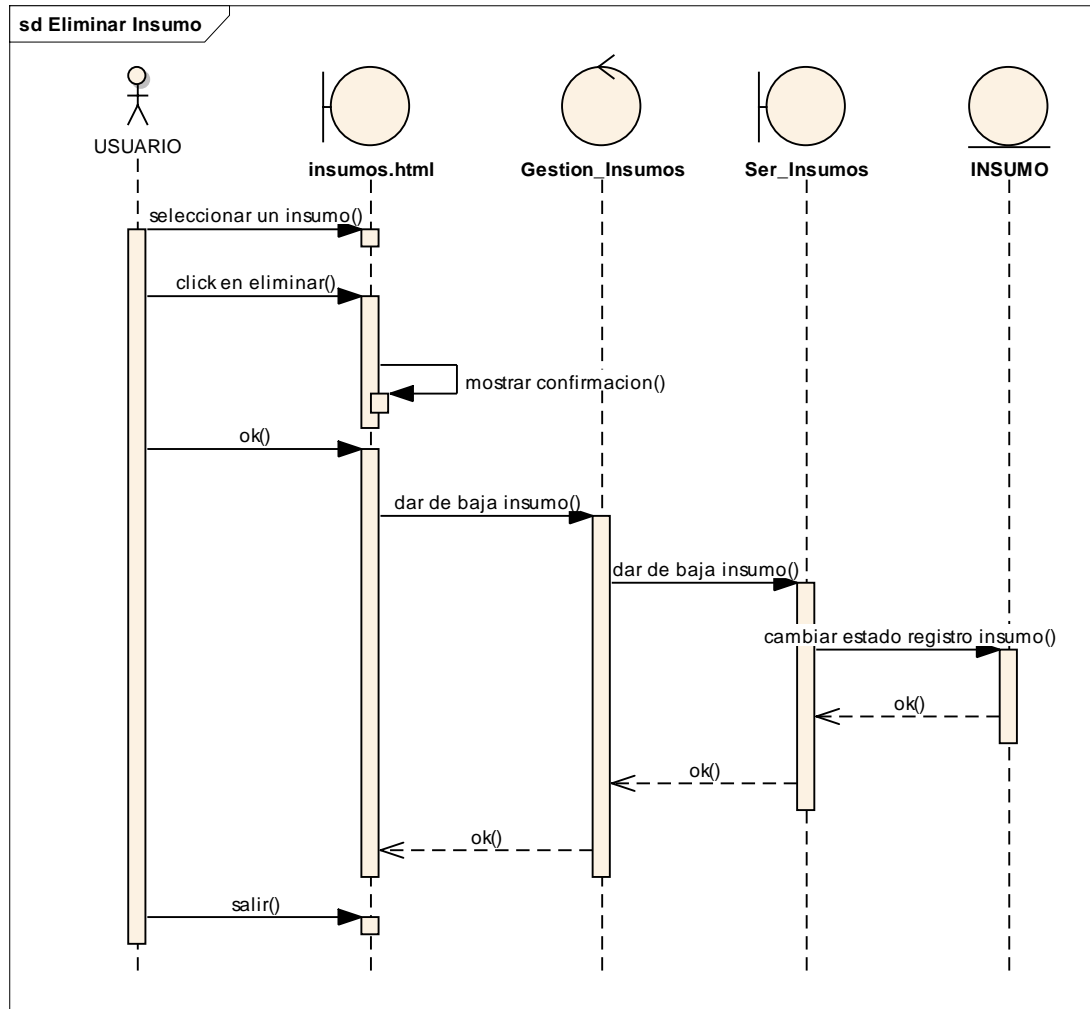 sd Eliminar Insumo
USUARIO
insumos.html
Gestion_Insumos
Ser_Insumos
INSUMO
seleccionar un insumo()
click en eliminar()
mostrar confirmacion()
ok()
dar de baja insumo()
dar de baja insumo()
cambiar estado registro insumo()
ok()
ok()
ok()
salir()